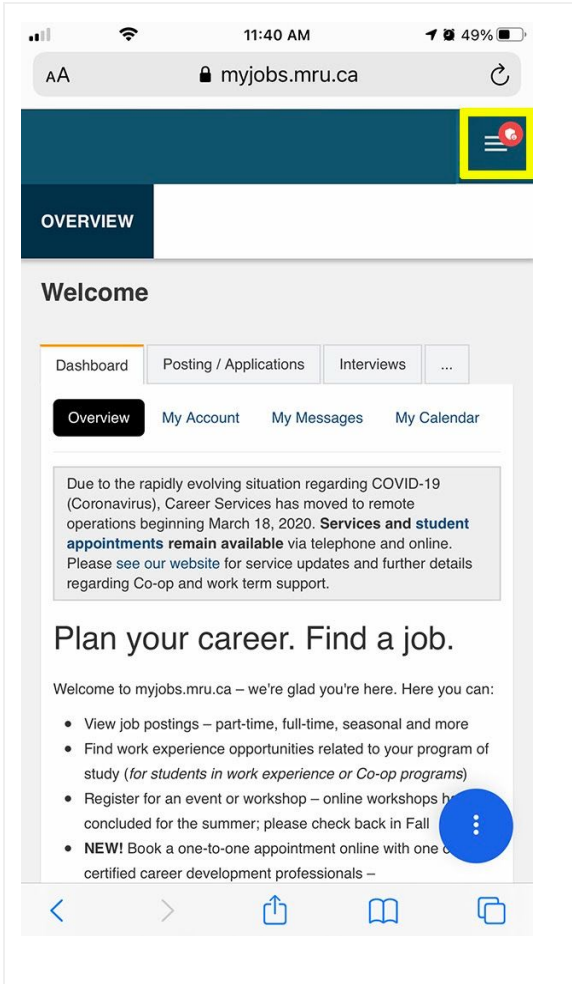 11:40 AM
49%
AA
myjobs.mru.ca
OVERVIEW
Welcome
Dashboard
Posting / Applications
Interviews
...
Overview
My Account
My Messages
My Calendar
Due to the rapidly evolving situation regarding COVID-19
(Coronavirus), Career Services has moved to remote
operations beginning March 18, 2020. Services and student
appointments remain available via telephone and online.
Please see our website for service updates and further details
regarding Co-op and work term support.
Plan your career. Find a job.
Welcome to myjobs.mru.ca – we're glad you're here. Here you can:
• View job postings – part-time, full-time, seasonal and more
• Find work experience opportunities related to your program of
study (for students in work experience or Co-op programs)
• Register for an event or workshop – online workshops
concluded for the summer; please check back in Fall
• NEW! Book a one-to-one appointment online with one
certified career development professionals –